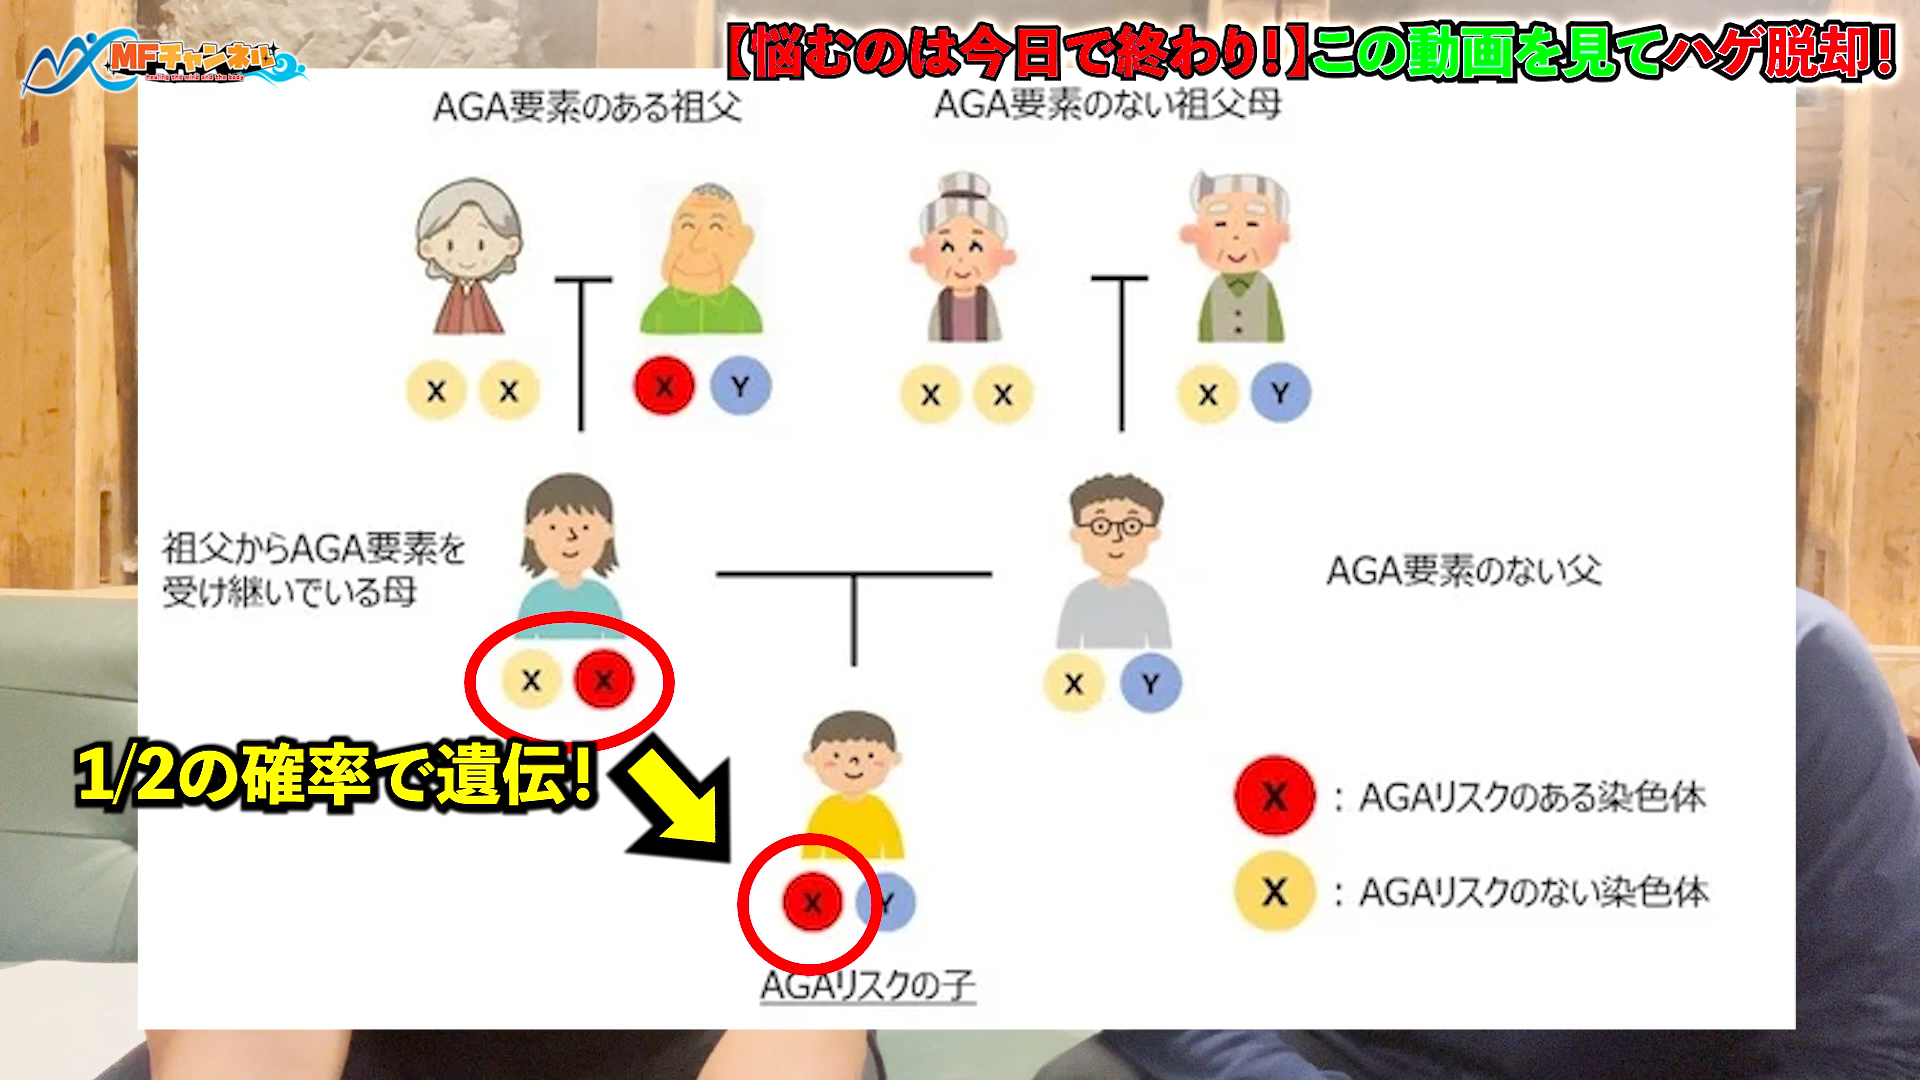 MFチャンネル
healing the mind and the body
【悩むのは今日で終わり!】この動画を見てハゲ脱却!
AGA要素のある祖父
AGA要素のない祖父母
X X
X Y
X X
X Y
祖父からAGA要素を
受け継いでいる母
AGA要素のない父
X X
X Y
1/2の確率で遺伝!
X Y
AGAリスクの子
X : AGAリスクのある染色体
X : AGAリスクのない染色体